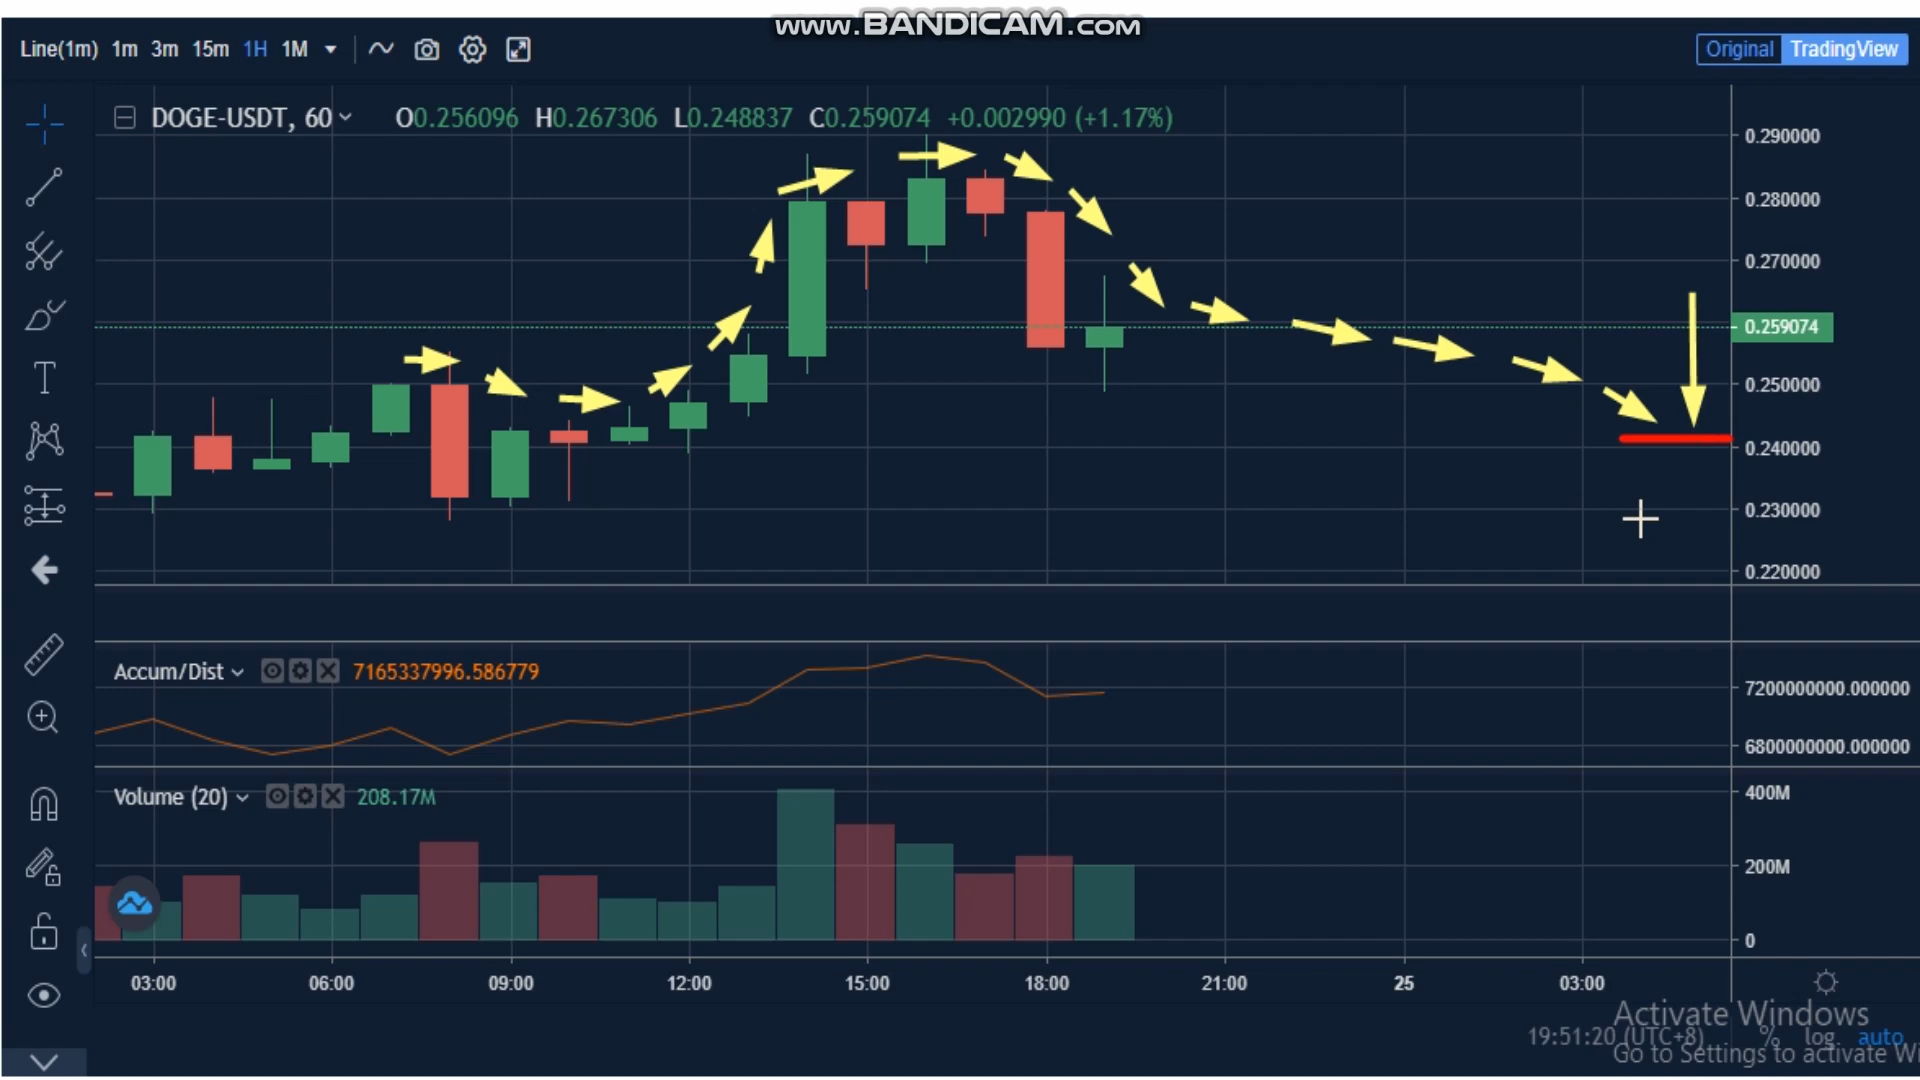 www.BANDICAM.com
Line(1m) 1m 3m 15m 1H 1M
Original TradingView
DOGE-USDT, 60 O0.256096 H0.267306 L0.248837 C0.259074 +0.002990 (+1.17%)
0.290000
0.280000
0.270000
0.259074
0.250000
0.240000
0.230000
0.220000
Accum/Dist 7165337996.586779
7200000000.000000
6800000000.000000
Volume (20) 208.17M
400M
200M
0
03:00 06:00 09:00 12:00 15:00 18:00 21:00 25 03:00
Activate Windows
19:51:20 (UTC+8) % log auto
Go to Settings to activate Wi